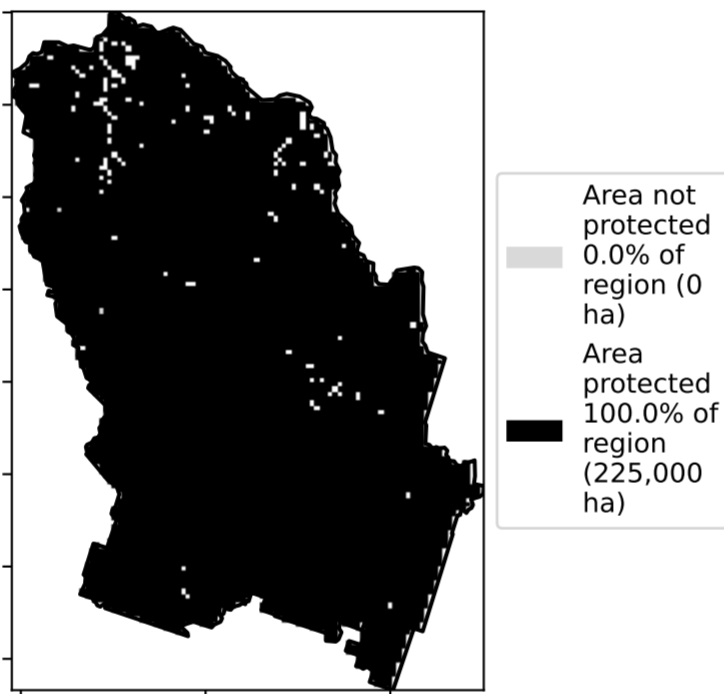 Area not
protected
0.0% of
region (0
ha)
Area
protected
100.0% of
region
(225,000
ha)